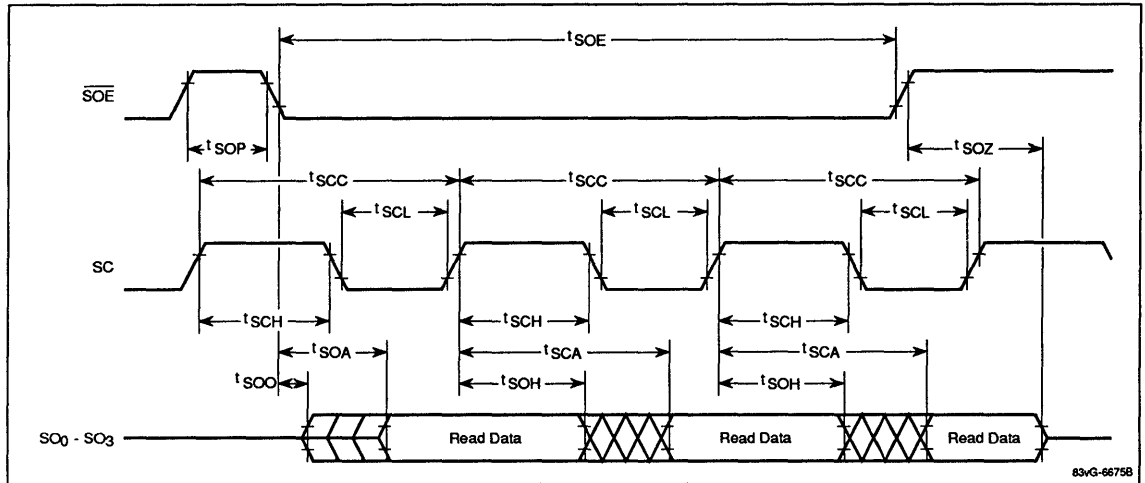 tSOE
SOE
tSOP
tSOZ
tSCC tSCC tSCC
tSCL tSCL tSCL
SC
tSCH tSCH tSCH
tSOA tSCA tSCA
tSOO tSOH tSOH
SO0 - SO3 Read Data Read Data Read Data
83vG-6675B